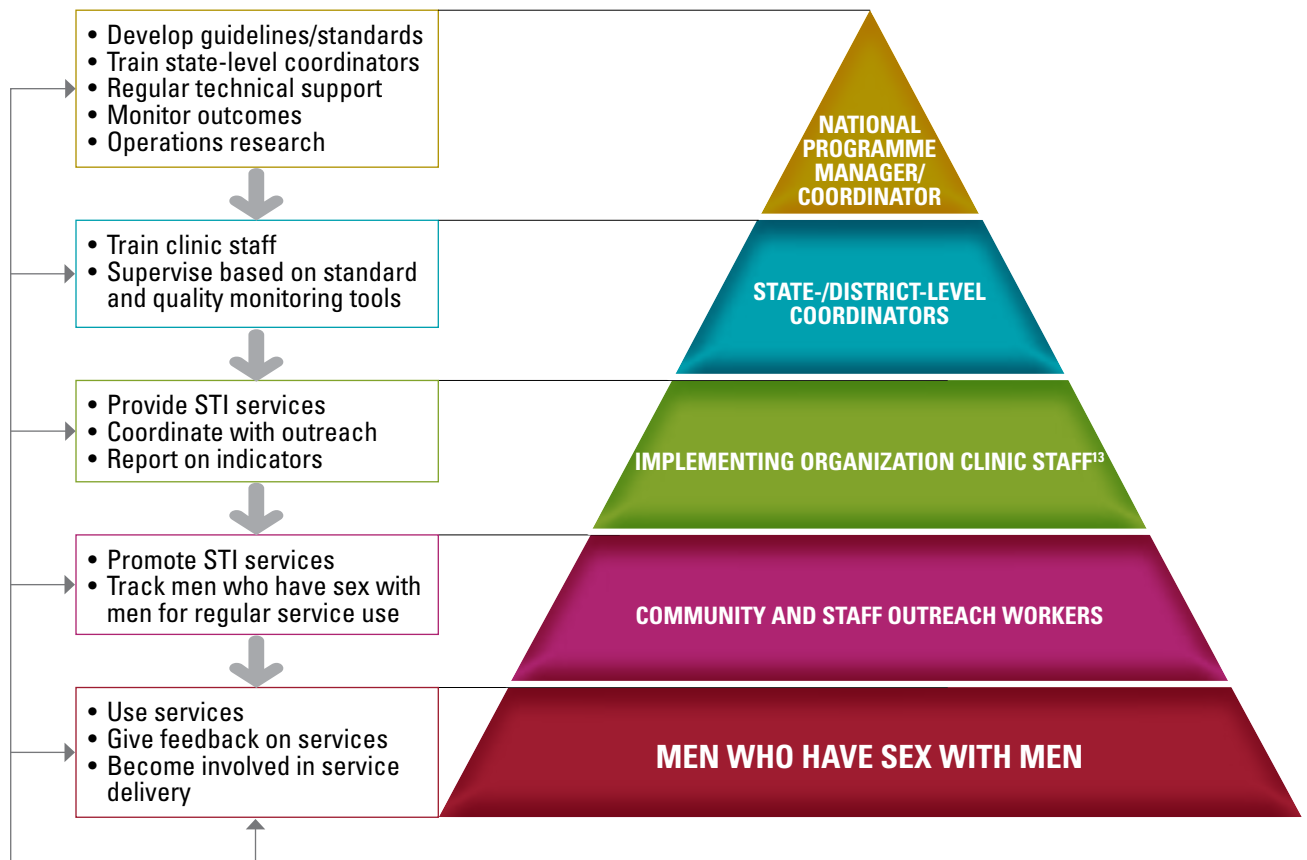 • Develop guidelines/standards
• Train state-level coordinators
• Regular technical support
• Monitor outcomes
• Operations research
NATIONAL
PROGRAMME
MANAGER/
COORDINATOR
• Train clinic staff
• Supervise based on standard
and quality monitoring tools
STATE-/DISTRICT-LEVEL
COORDINATORS
• Provide STI services
• Coordinate with outreach
• Report on indicators
IMPLEMENTING ORGANIZATION CLINIC STAFF¹³
• Promote STI services
• Track men who have sex with
men for regular service use
COMMUNITY AND STAFF OUTREACH WORKERS
• Use services
• Give feedback on services
• Become involved in service
delivery
MEN WHO HAVE SEX WITH MEN